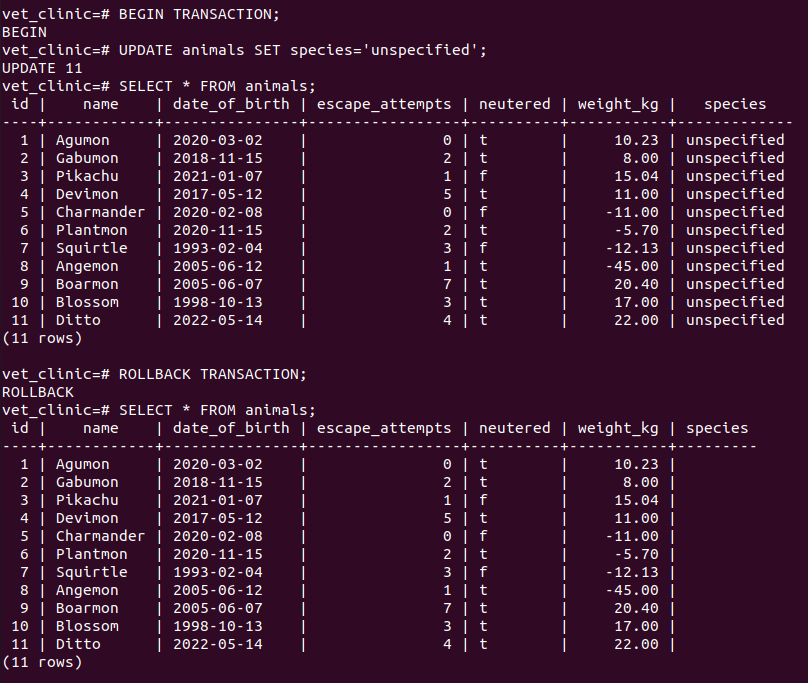 vet_clinic=# BEGIN TRANSACTION;
BEGIN
vet_clinic=# UPDATE animals SET species='unspecified';
UPDATE 11
vet_clinic=# SELECT * FROM animals;
 id |    name    | date_of_birth | escape_attempts | neutered | weight_kg |   species   
----+------------+---------------+-----------------+----------+-----------+-------------
  1 | Agumon     | 2020-03-02    |               0 | t        |     10.23 | unspecified
  2 | Gabumon    | 2018-11-15    |               2 | t        |      8.00 | unspecified
  3 | Pikachu    | 2021-01-07    |               1 | f        |     15.04 | unspecified
  4 | Devimon    | 2017-05-12    |               5 | t        |     11.00 | unspecified
  5 | Charmander | 2020-02-08    |               0 | f        |    -11.00 | unspecified
  6 | Plantmon   | 2020-11-15    |               2 | t        |     -5.70 | unspecified
  7 | Squirtle   | 1993-02-04    |               3 | f        |    -12.13 | unspecified
  8 | Angemon    | 2005-06-12    |               1 | t        |    -45.00 | unspecified
  9 | Boarmon    | 2005-06-07    |               7 | t        |     20.40 | unspecified
 10 | Blossom    | 1998-10-13    |               3 | t        |     17.00 | unspecified
 11 | Ditto      | 2022-05-14    |               4 | t        |     22.00 | unspecified
(11 rows)

vet_clinic=# ROLLBACK TRANSACTION;
ROLLBACK
vet_clinic=# SELECT * FROM animals;
 id |    name    | date_of_birth | escape_attempts | neutered | weight_kg | species 
----+------------+---------------+-----------------+----------+-----------+---------
  1 | Agumon     | 2020-03-02    |               0 | t        |     10.23 | 
  2 | Gabumon    | 2018-11-15    |               2 | t        |      8.00 | 
  3 | Pikachu    | 2021-01-07    |               1 | f        |     15.04 | 
  4 | Devimon    | 2017-05-12    |               5 | t        |     11.00 | 
  5 | Charmander | 2020-02-08    |               0 | f        |    -11.00 | 
  6 | Plantmon   | 2020-11-15    |               2 | t        |     -5.70 | 
  7 | Squirtle   | 1993-02-04    |               3 | f        |    -12.13 | 
  8 | Angemon    | 2005-06-12    |               1 | t        |    -45.00 | 
  9 | Boarmon    | 2005-06-07    |               7 | t        |     20.40 | 
 10 | Blossom    | 1998-10-13    |               3 | t        |     17.00 | 
 11 | Ditto      | 2022-05-14    |               4 | t        |     22.00 | 
(11 rows)